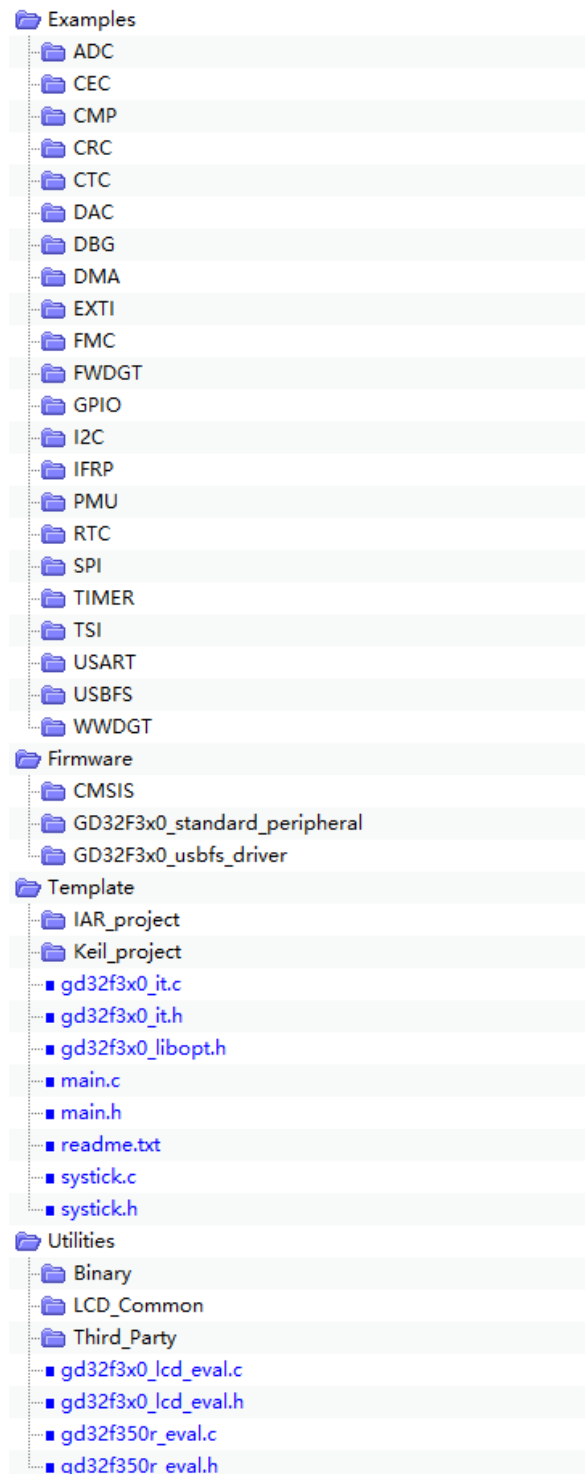 Examples
ADC
CEC
CMP
CRC
CTC
DAC
DBG
DMA
EXTI
FMC
FWDGT
GPIO
I2C
IFRP
PMU
RTC
SPI
TIMER
TSI
USART
USBFS
WWDGT
Firmware
CMSIS
GD32F3x0_standard_peripheral
GD32F3x0_usbfs_driver
Template
IAR_project
Keil_project
gd32f3x0_it.c
gd32f3x0_it.h
gd32f3x0_libopt.h
main.c
main.h
readme.txt
systick.c
systick.h
Utilities
Binary
LCD_Common
Third_Party
gd32f3x0_lcd_eval.c
gd32f3x0_lcd_eval.h
gd32f350r_eval.c
gd32f350r_eval.h